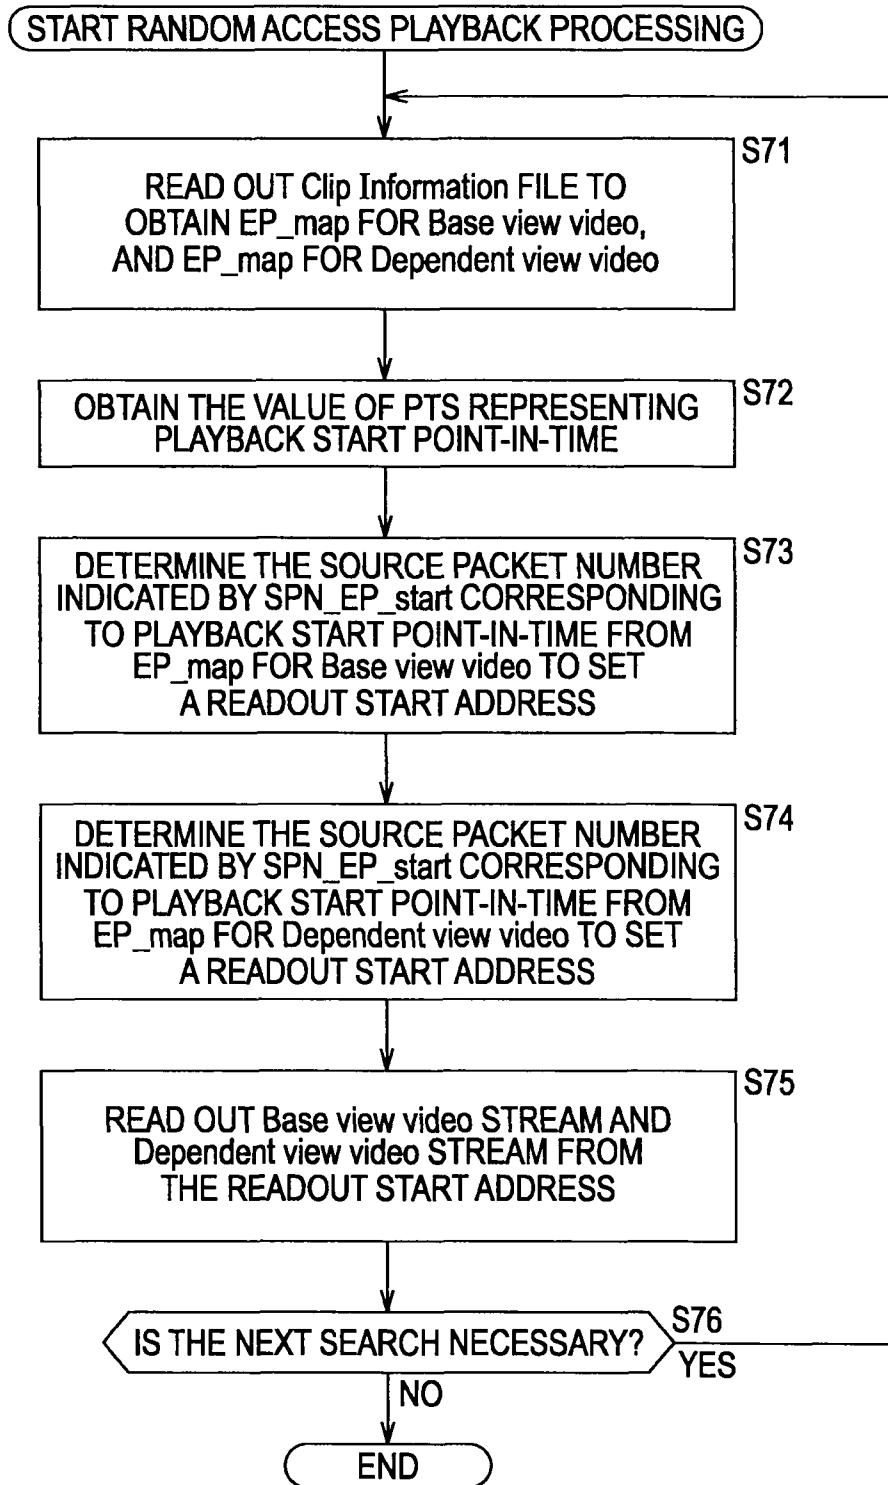 START RANDOM ACCESS PLAYBACK PROCESSING
S71
READ OUT Clip Information FILE TO
OBTAIN EP_map FOR Base view video,
AND EP_map FOR Dependent view video
S72
OBTAIN THE VALUE OF PTS REPRESENTING
PLAYBACK START POINT-IN-TIME
S73
DETERMINE THE SOURCE PACKET NUMBER
INDICATED BY SPN_EP_start CORRESPONDING
TO PLAYBACK START POINT-IN-TIME FROM
EP_map FOR Base view video TO SET
A READOUT START ADDRESS
S74
DETERMINE THE SOURCE PACKET NUMBER
INDICATED BY SPN_EP_start CORRESPONDING
TO PLAYBACK START POINT-IN-TIME FROM
EP_map FOR Dependent view video TO SET
A READOUT START ADDRESS
S75
READ OUT Base view video STREAM AND
Dependent view video STREAM FROM
THE READOUT START ADDRESS
S76
IS THE NEXT SEARCH NECESSARY?
YES
NO
END